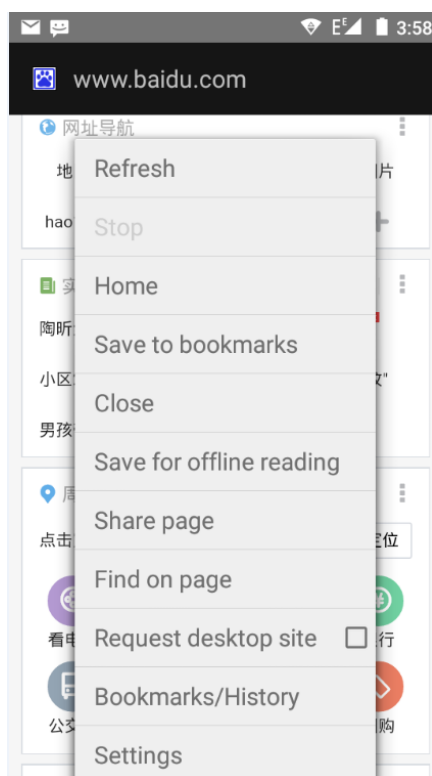 E 3:58
www.baidu.com
网址导航
地 片
Refresh
hao
Stop
Home
陶昕
Save to bookmarks
小区 "
Close
男孩
Save for offline reading
点击 定位
Share page
Find on page
看电 行
Request desktop site
Bookmarks/History
公交 购
Settings